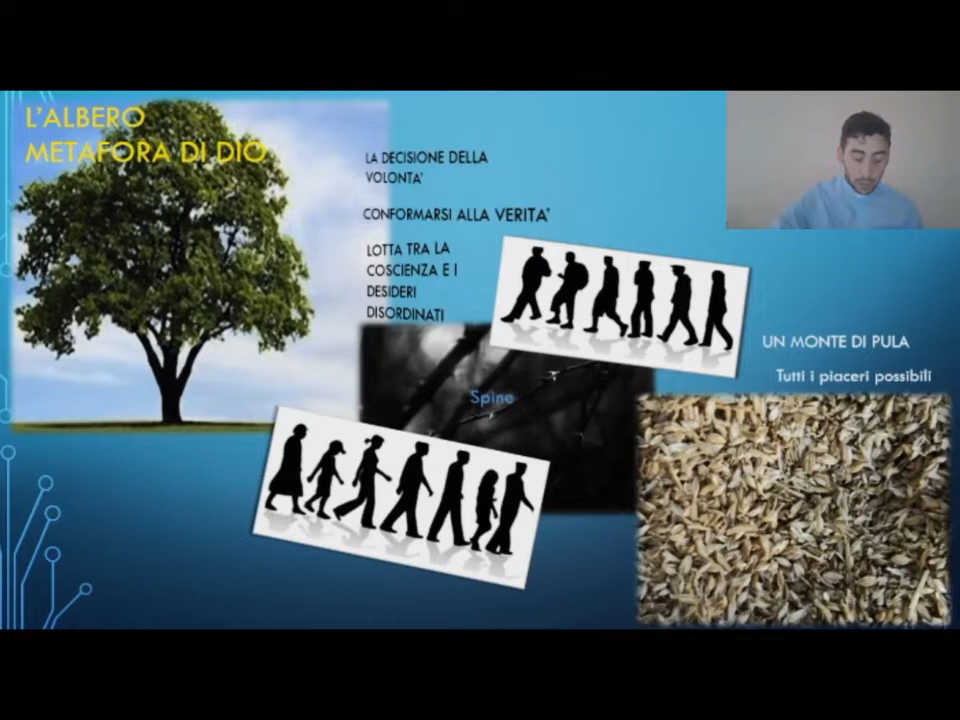 L'ALBERO
METAFORA DI DIO
LA DECISIONE DELLA
VOLONTA'
CONFORMARSI ALLA VERITA'
LOTTA TRA LA
COSCIENZA E I
DESIDERI
DISORDINATI
Spine
UN MONTE DI PULA
Tutti i piaceri possibili